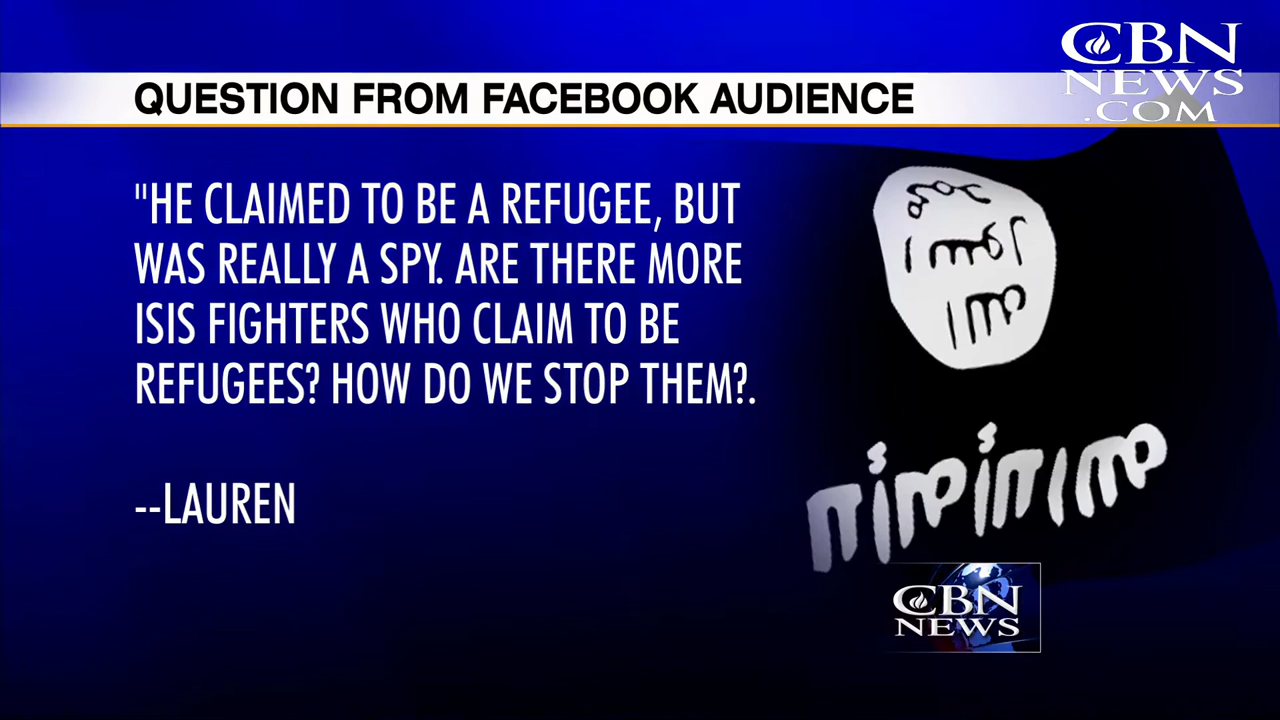 CBN
NEWS
.COM
QUESTION FROM FACEBOOK AUDIENCE
"HE CLAIMED TO BE A REFUGEE, BUT
WAS REALLY A SPY. ARE THERE MORE
ISIS FIGHTERS WHO CLAIM TO BE
REFUGEES? HOW DO WE STOP THEM?.
--LAUREN
CBN
NEWS